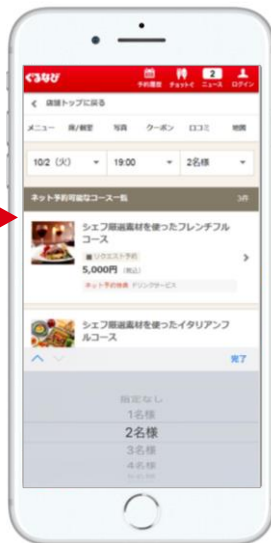 ぐるなび
予約履歴 チョットE ニュース ログイン
2
く 店舗トップに戻る
メニュー 席/個室 写真 クーポン 口コミ 地図
10/2（火） 19:00 2名様
ネット予約可能なコース一覧 3件
シェフ厳選素材を使ったフレンチフル
コース
リクエスト予約
5,000円 （税込）
ネット予約特典 ドリンクサービス
シェフ厳選素材を使ったイタリアンフ
ルコース
完了
指定なし
1名様
2名様
3名様
4名様